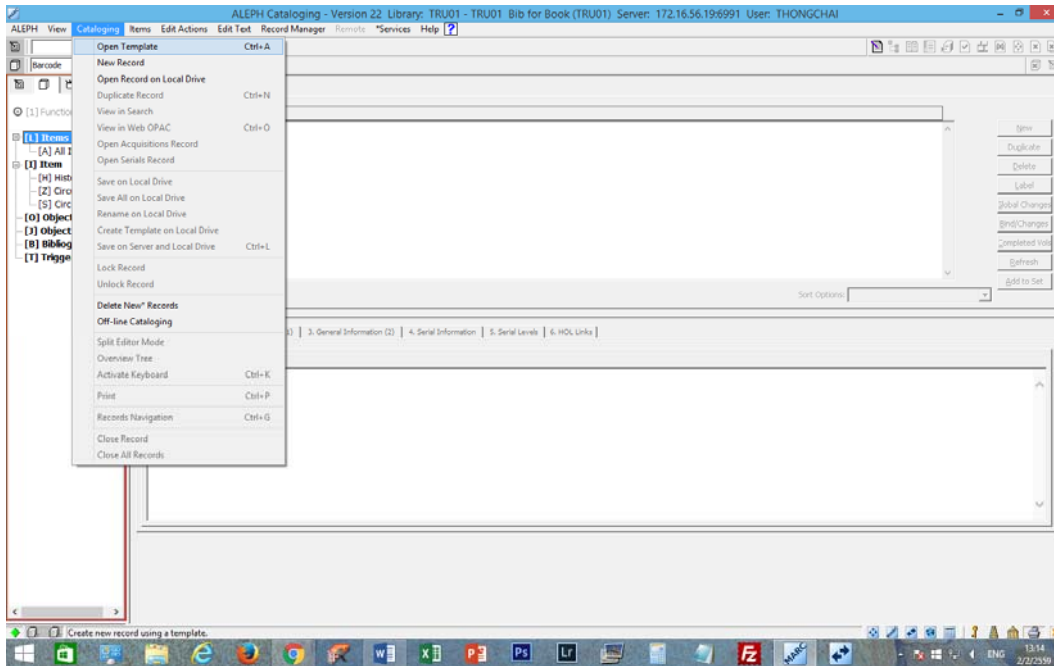 ALEPH Cataloging - Version 22 Library: TRU01 - TRU01 Bib for Book (TRU01) Server: 172.16.56.19:6991 User: THONGCHAI
ALEPH View Cataloging Items Edit Actions Edit Text Record Manager Remote *Services Help ?
Barcode
[1] Functio
[L] Items
[A] All I
[I] Item
[H] Hist
[Z] Circ
[S] Circ
[O] Object
[J] Object
[B] Bibliog
[T] Trigge
Open Template Ctrl+A
New Record
Open Record on Local Drive
Duplicate Record Ctrl+N
View in Search
View in Web OPAC Ctrl+O
Open Acquisitions Record
Open Serials Record
Save on Local Drive
Save All on Local Drive
Rename on Local Drive
Create Template on Local Drive
Save on Server and Local Drive Ctrl+L
Lock Record
Unlock Record
Delete New* Records
Off-line Cataloging
Split Editor Mode
Overview Tree
Activate Keyboard Ctrl+K
Print Ctrl+P
Records Navigation Ctrl+G
Close Record
Close All Records
New
Duplicate
Delete
Label
Global Changes
Bind/Changes
Completed Vols
Refresh
Add to Set
Sort Options:
1) 3. General Information (2) 4. Serial Information 5. Serial Levels 6. HOL Links
Create new record using a template.
Ps Lr Fz MARC
ENG
13:14